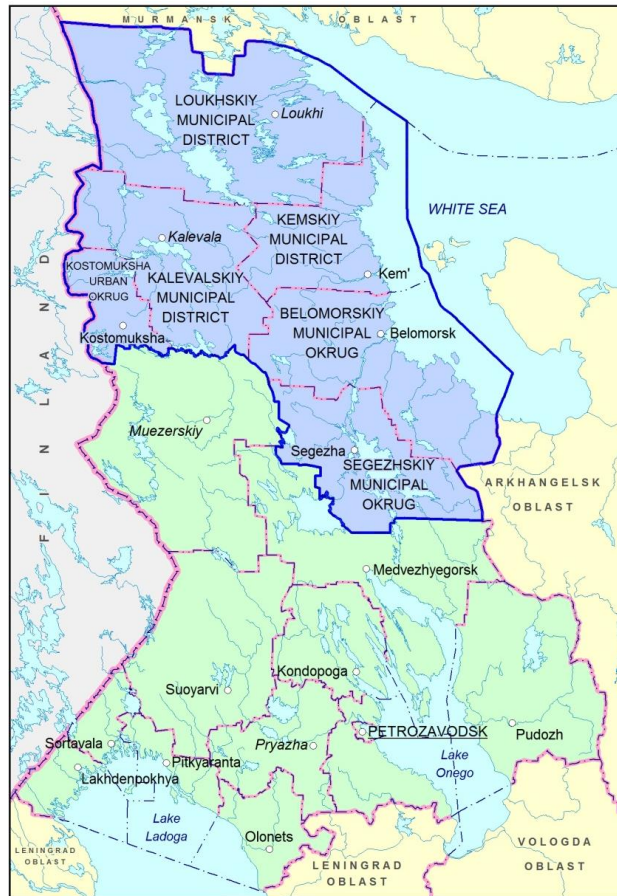 MURMANSK OBLAST
LOUKHSKIY
MUNICIPAL
DISTRICT
Loukhi
WHITE SEA
KEMSKIY
MUNICIPAL
DISTRICT
Kem'
Kalevala
KOSTOMUKSHA
URBAN
OKRUG
KALEVALSKIY
MUNICIPAL
DISTRICT
Kostomuksha
BELOMORSKIY
MUNICIPAL
OKRUG
Belomorsk
FINLAND
Muezerskiy
Segezha
SEGEZHSKIY
MUNICIPAL
OKRUG
ARKHANGELSK
OBLAST
Medvezhyegorsk
Kondopoga
Suoyarvi
PETROZAVODSK
Pudozh
Sortavala
Pryazha
Pitkyaranta
Lakhdenpokhya
Lake
Onego
Lake
Ladoga
Olonets
LENINGRAD
OBLAST
LENINGRAD
OBLAST
VOLOGDA
OBLAST